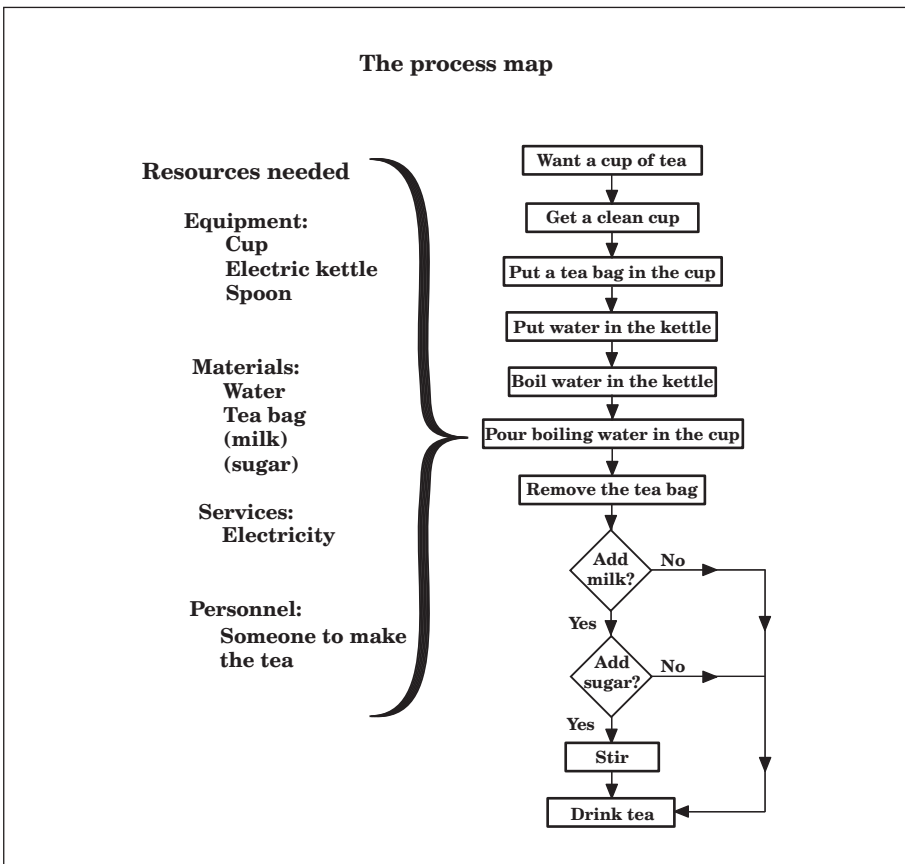 The process map
Resources needed
Equipment:
Cup
Electric kettle
Spoon
Materials:
Water
Tea bag
(milk)
(sugar)
Services:
Electricity
Personnel:
Someone to make
the tea
Want a cup of tea
Get a clean cup
Put a tea bag in the cup
Put water in the kettle
Boil water in the kettle
Pour boiling water in the cup
Remove the tea bag
Add
milk?
No
Yes
Add
sugar?
No
Yes
Stir
Drink tea